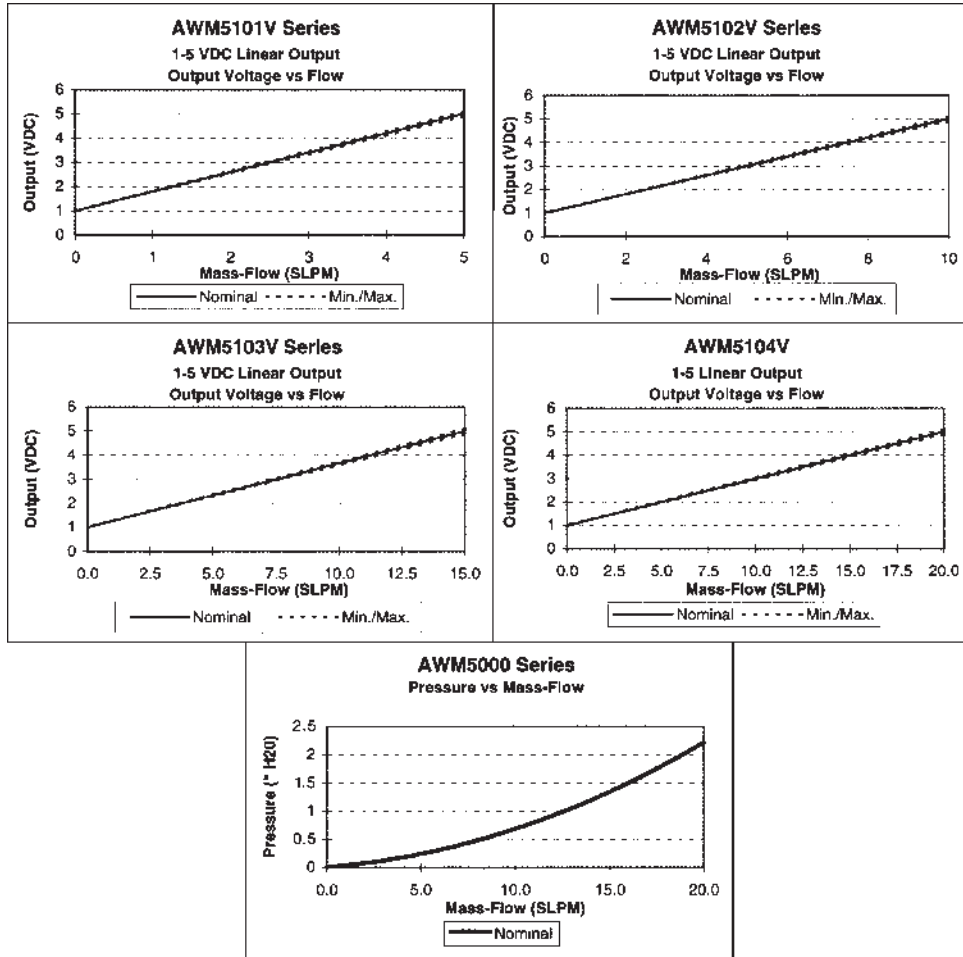 AWM5101V Series
1-5 VDC Linear Output
Output Voltage vs Flow
Output (VDC)
6
5
4
3
2
1
0
0 1 2 3 4 5
Mass-Flow (SLPM)
Nominal Min./Max.
AWM5102V Series
1-5 VDC Linear Output
Output Voltage vs Flow
Output (VDC)
6
5
4
3
2
1
0
0 2 4 6 8 10
Mass-Flow (SLPM)
Nominal Min./Max.
AWM5103V Series
1-5 VDC Linear Output
Output Voltage vs Flow
Output (VDC)
6
5
4
3
2
1
0
0.0 2.5 5.0 7.5 10.0 12.5 15.0
Mass-Flow (SLPM)
Nominal Min./Max.
AWM5104V
1-5 Linear Output
Output Voltage vs Flow
Output (VDC)
6
5
4
3
2
1
0
0.0 2.5 5.0 7.5 10.0 12.5 15.0 17.5 20.0
Mass-Flow (SLPM)
Nominal Min./Max.
AWM5000 Series
Pressure vs Mass-Flow
Pressure (" H20)
2.5
2
1.5
1
0.5
0
0.0 5.0 10.0 15.0 20.0
Mass-Flow (SLPM)
Nominal